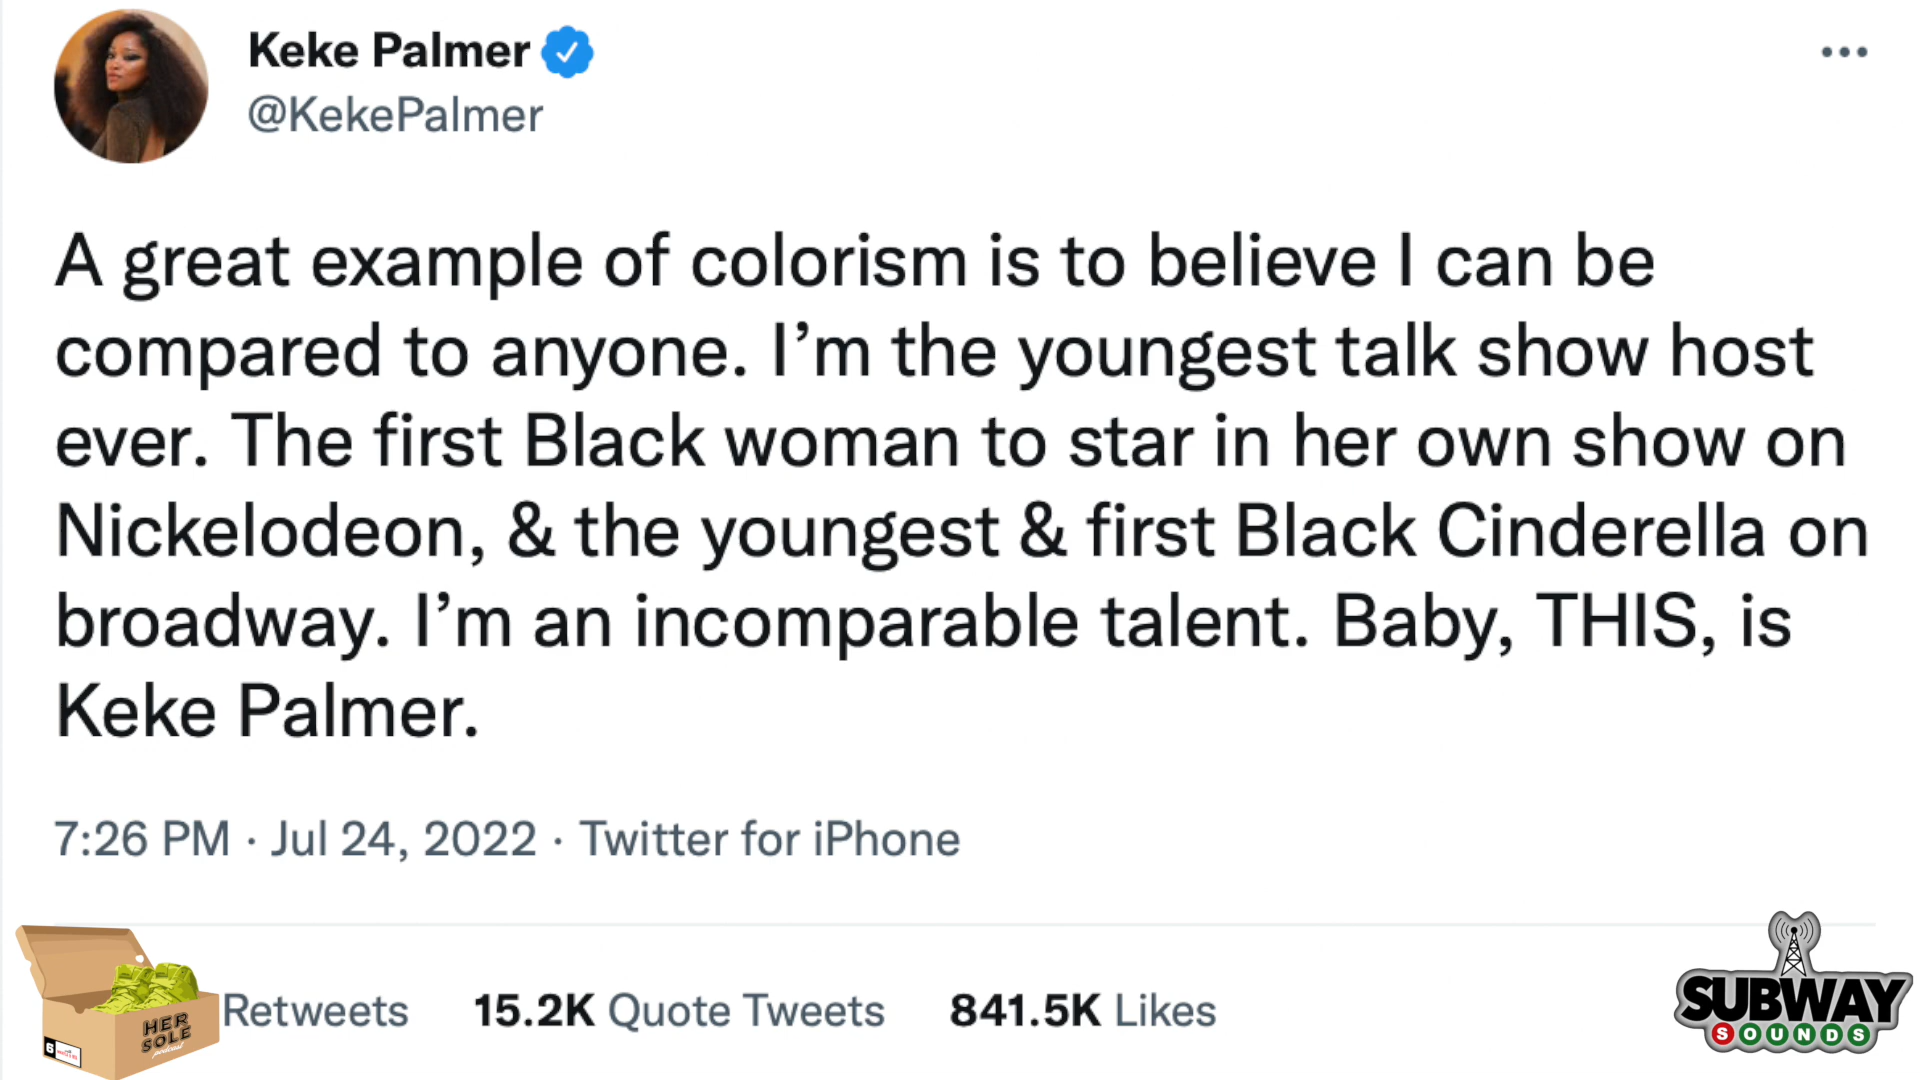 Keke Palmer
@KekePalmer
A great example of colorism is to believe I can be
compared to anyone. I’m the youngest talk show host
ever. The first Black woman to star in her own show on
Nickelodeon, & the youngest & first Black Cinderella on
broadway. I’m an incomparable talent. Baby, THIS, is
Keke Palmer.
7:26 PM · Jul 24, 2022 · Twitter for iPhone
Retweets 15.2K Quote Tweets 841.5K Likes
HER
SOLE
podcast
6
SUBWAY
SOUNDS